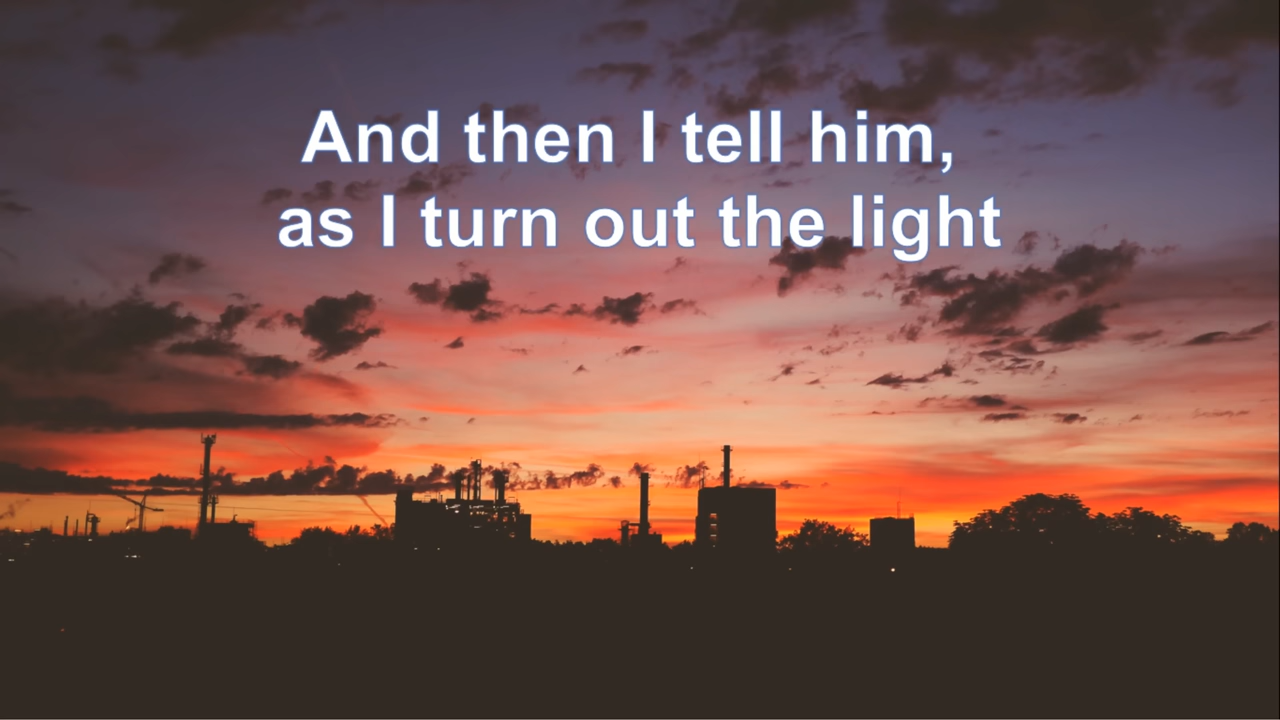 And then I tell him,
as I turn out the light